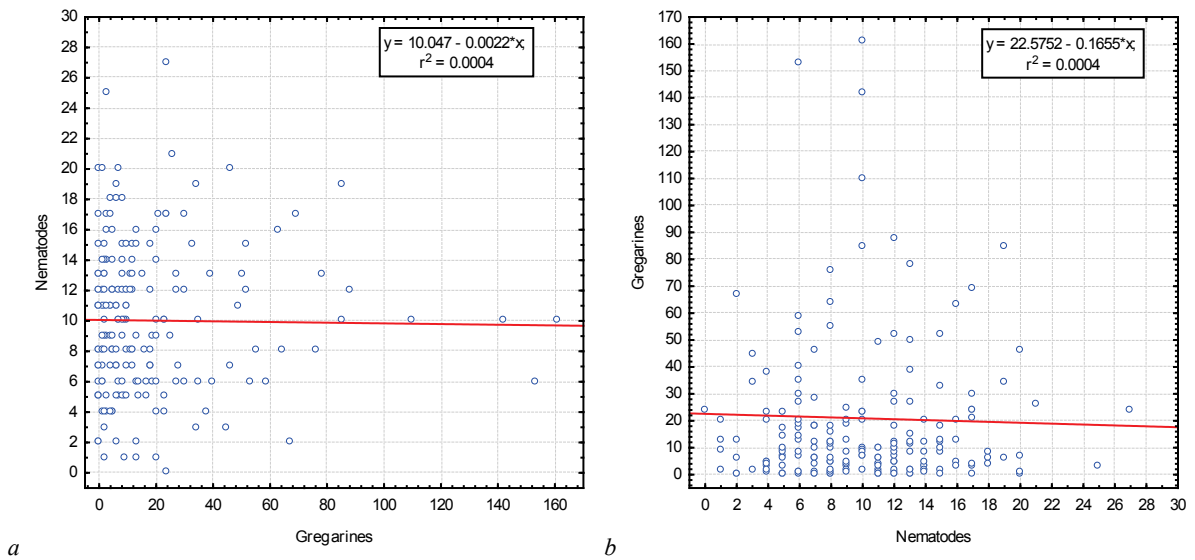 30
28
26
24
22
20
18
16
14
12
10
8
6
4
2
0
Nematodes
y = 10.047 - 0.0022*x;
r² = 0.0004
0 20 40 60 80 100 120 140 160
Gregarines
a
170
160
150
140
130
120
110
100
90
80
70
60
50
40
30
20
10
0
Gregarines
y = 22.5752 - 0.1655*x;
r² = 0.0004
0 2 4 6 8 10 12 14 16 18 20 22 24 26 28 30
Nematodes
b